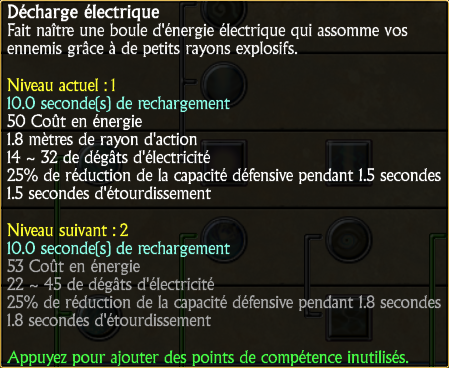 Décharge électrique
Fait naître une boule d'énergie électrique qui assomme vos
ennemis grâce à de petits rayons explosifs.
Niveau actuel : 1
10.0 seconde(s) de rechargement
50 Coût en énergie
1.8 mètres de rayon d'action
14 ~ 32 de dégâts d'électricité
25% de réduction de la capacité défensive pendant 1.5 secondes
1.5 secondes d'étourdissement
Niveau suivant : 2
10.0 seconde(s) de rechargement
53 Coût en énergie
22 ~ 45 de dégâts d'électricité
25% de réduction de la capacité défensive pendant 1.8 secondes
1.8 secondes d'étourdissement
Appuyez pour ajouter des points de compétence inutilisés.